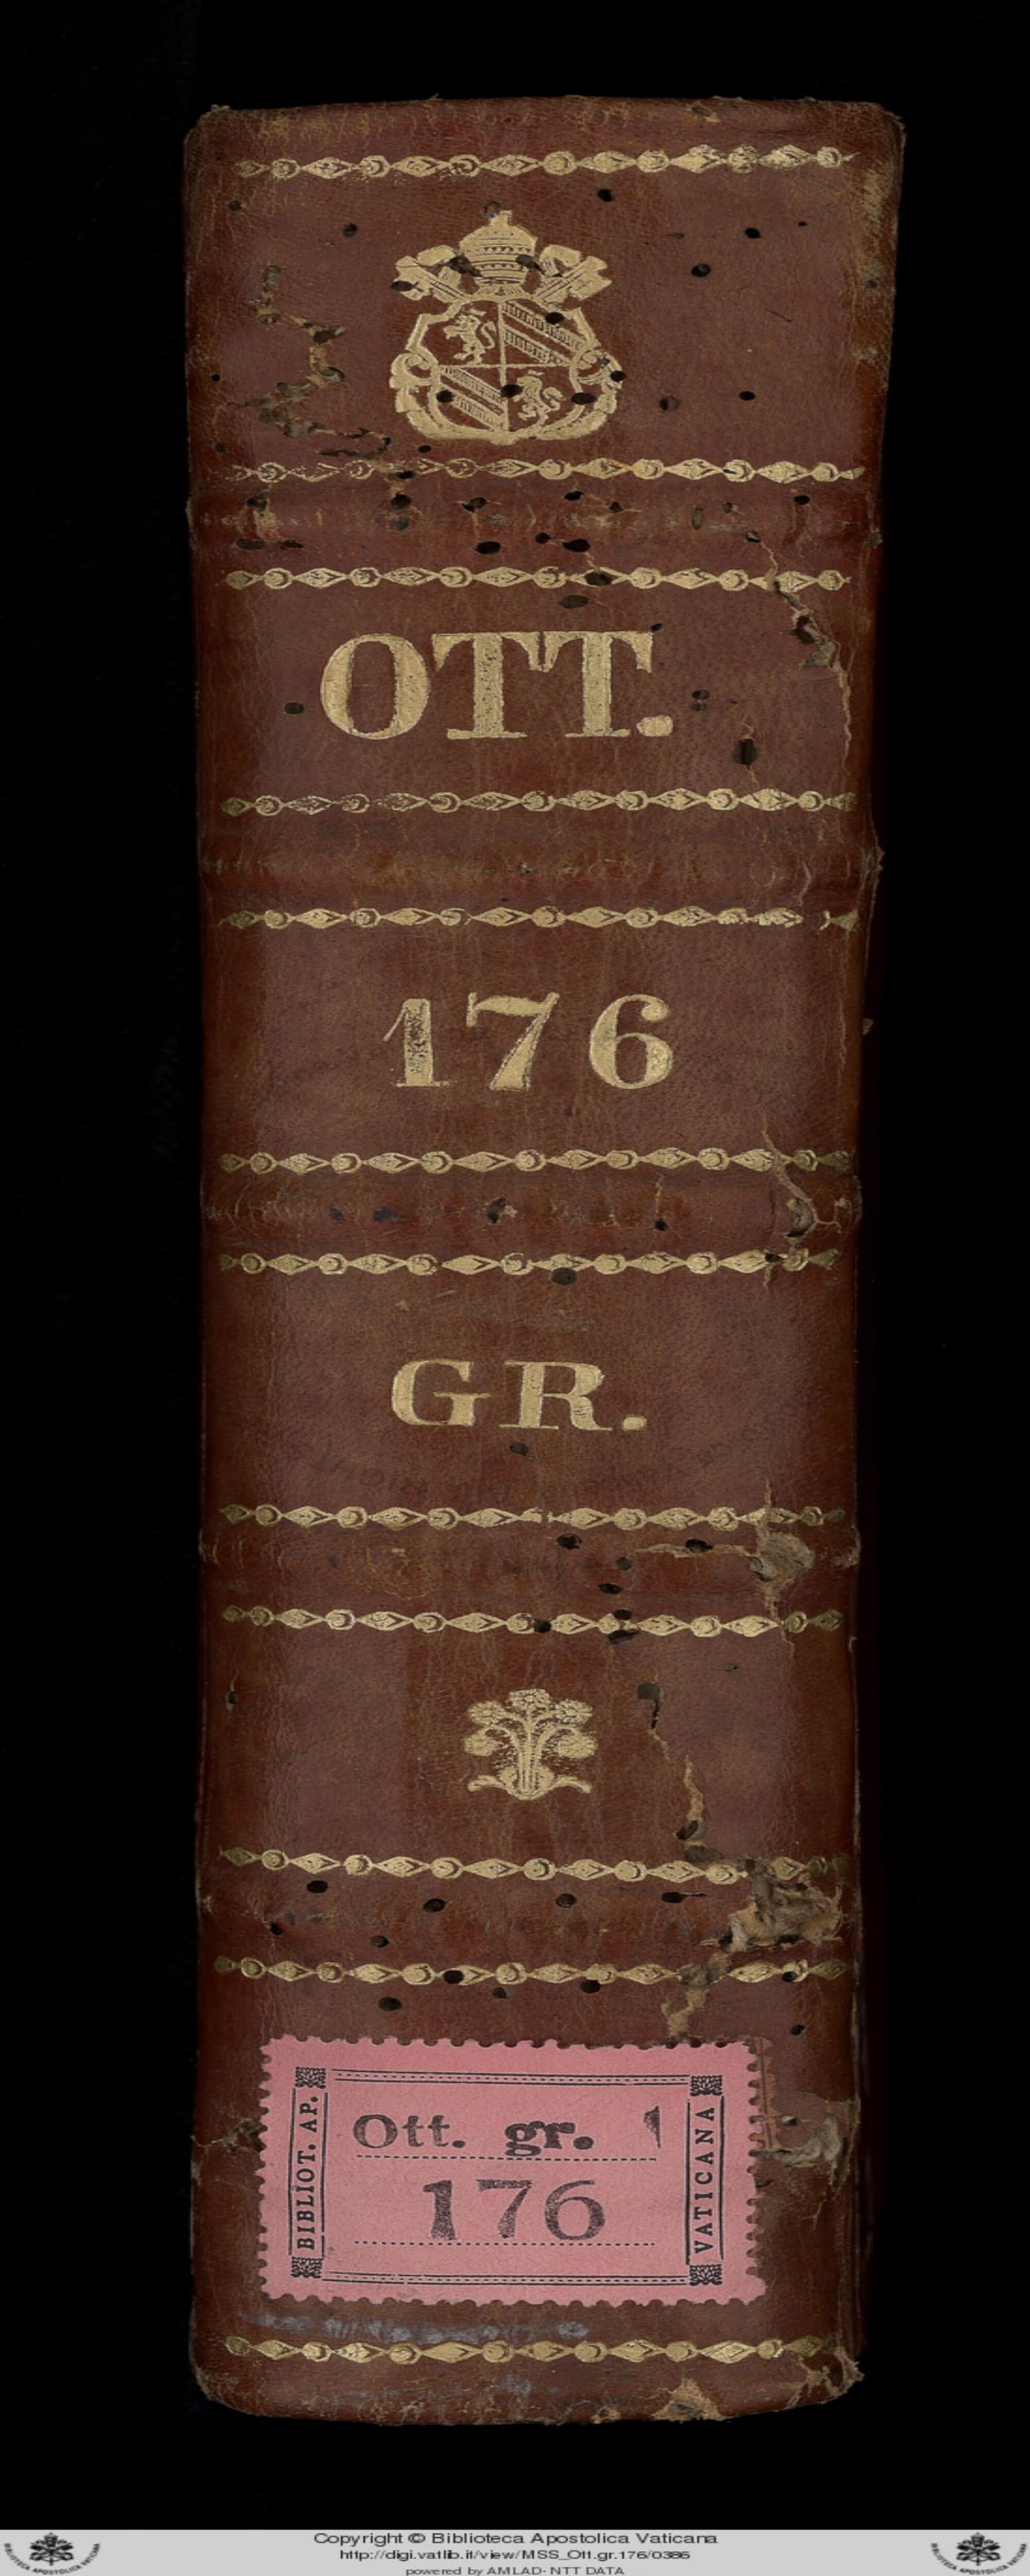 OTT.
176
GR.
BIBLIOT. AP.
Ott. gr.
176
VATICANA
Copyright © Biblioteca Apostolica Vaticana
http://digi.vatlib.it/view/MSS_Ott.gr.176/0386
powered by AMLAD- NTT DATA